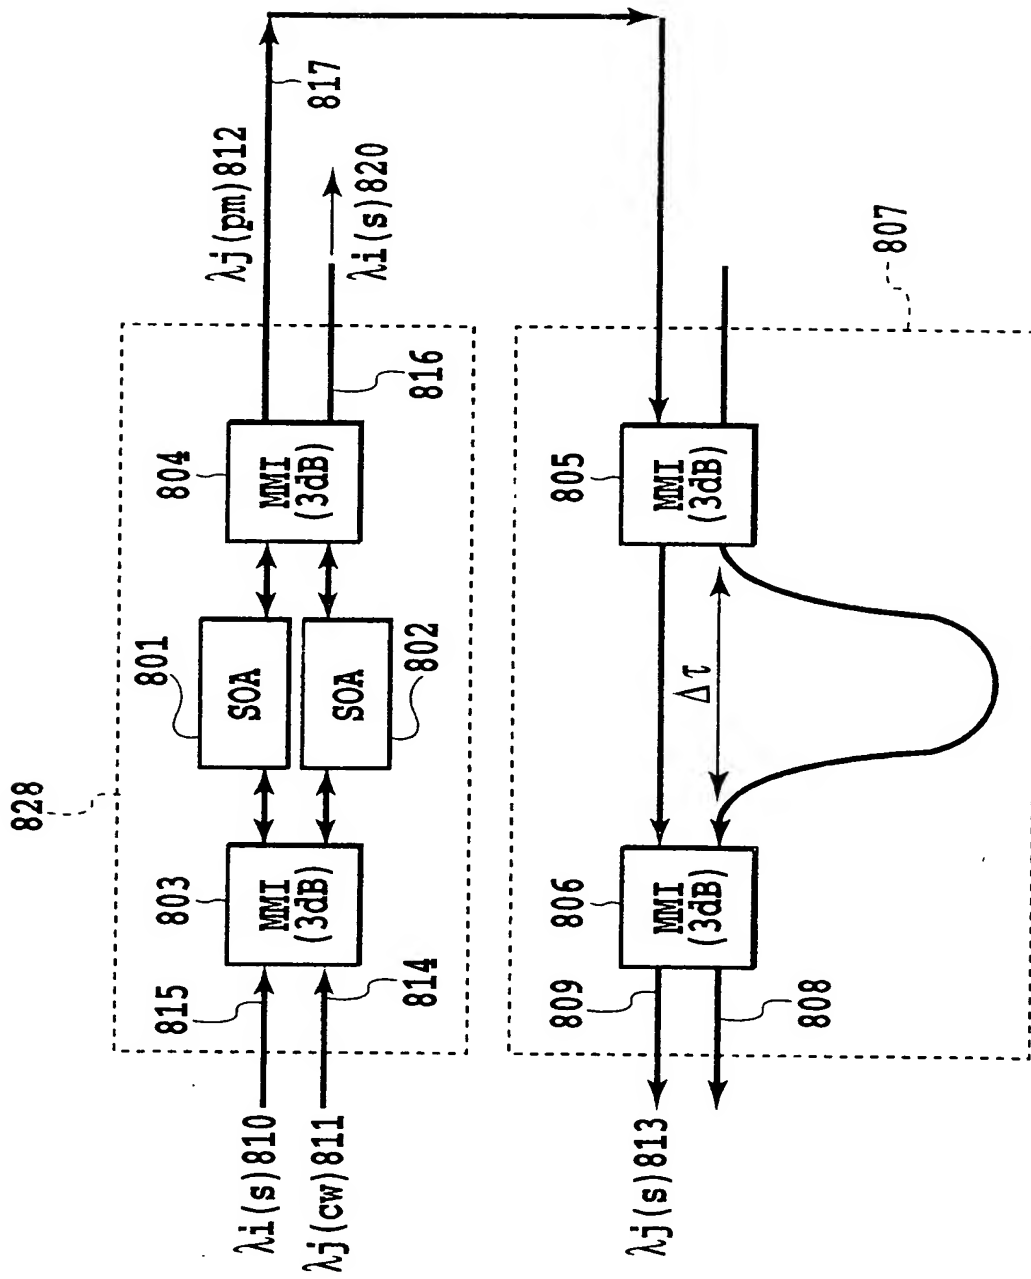 828
801
803
804
λj(pm)812
815
SOA
817
λi(s)810
MMI
(3dB)
MMI
(3dB)
λj(cw)811
SOA
λi(s)820
814
802
816
807
809
806
805
λj(s)813
MMI
(3dB)
MMI
(3dB)
Δτ
808